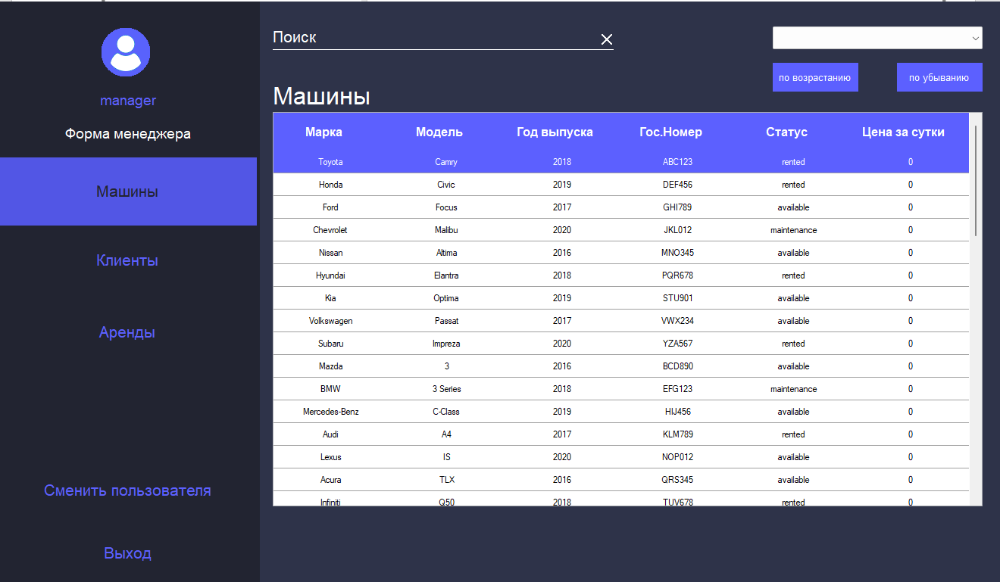 manager
Форма менеджера
Машины
Клиенты
Аренды
Сменить пользователя
Выход
Поиск
по возрастанию по убыванию
Машины
Марка Модель Год выпуска Гос.Номер Статус Цена за сутки
Toyota Camry 2018 ABC123 rented 0
Honda Civic 2019 DEF456 rented 0
Ford Focus 2017 GHI789 available 0
Chevrolet Malibu 2020 JKL012 maintenance 0
Nissan Altima 2016 MNO345 available 0
Hyundai Elantra 2018 PQR678 rented 0
Kia Optima 2019 STU901 available 0
Volkswagen Passat 2017 VWX234 available 0
Subaru Impreza 2020 YZA567 rented 0
Mazda 3 2016 BCD890 available 0
BMW 3 Series 2018 EFG123 maintenance 0
Mercedes-Benz C-Class 2019 HIJ456 available 0
Audi A4 2017 KLM789 rented 0
Lexus IS 2020 NOP012 available 0
Acura TLX 2016 QRS345 available 0
Infiniti Q50 2018 TUV678 rented 0